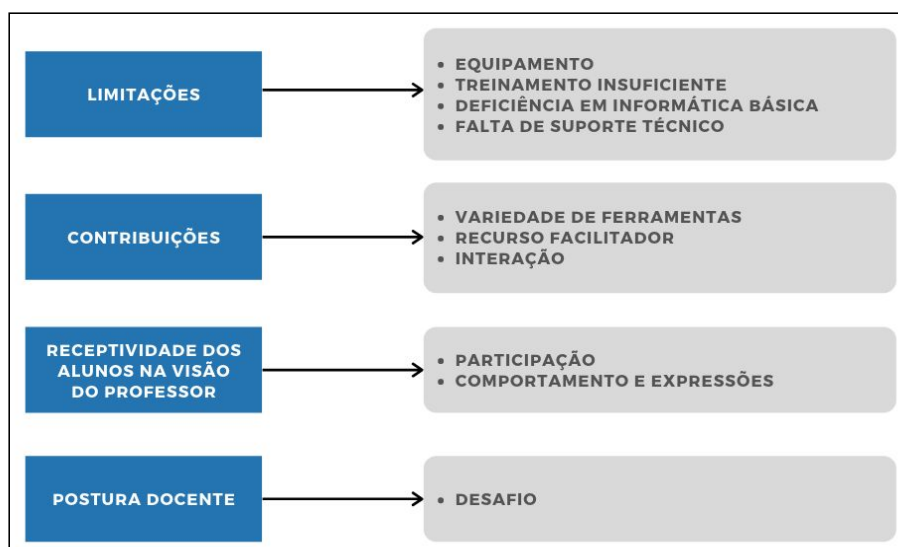 LIMITAÇÕES
• EQUIPAMENTO
• TREINAMENTO INSUFICIENTE
• DEFICIÊNCIA EM INFORMÁTICA BÁSICA
• FALTA DE SUPORTE TÉCNICO
CONTRIBUIÇÕES
• VARIEDADE DE FERRAMENTAS
• RECURSO FACILITADOR
• INTERAÇÃO
RECEPTIVIDADE DOS
ALUNOS NA VISÃO
DO PROFESSOR
• PARTICIPAÇÃO
• COMPORTAMENTO E EXPRESSÕES
POSTURA DOCENTE
• DESAFIO